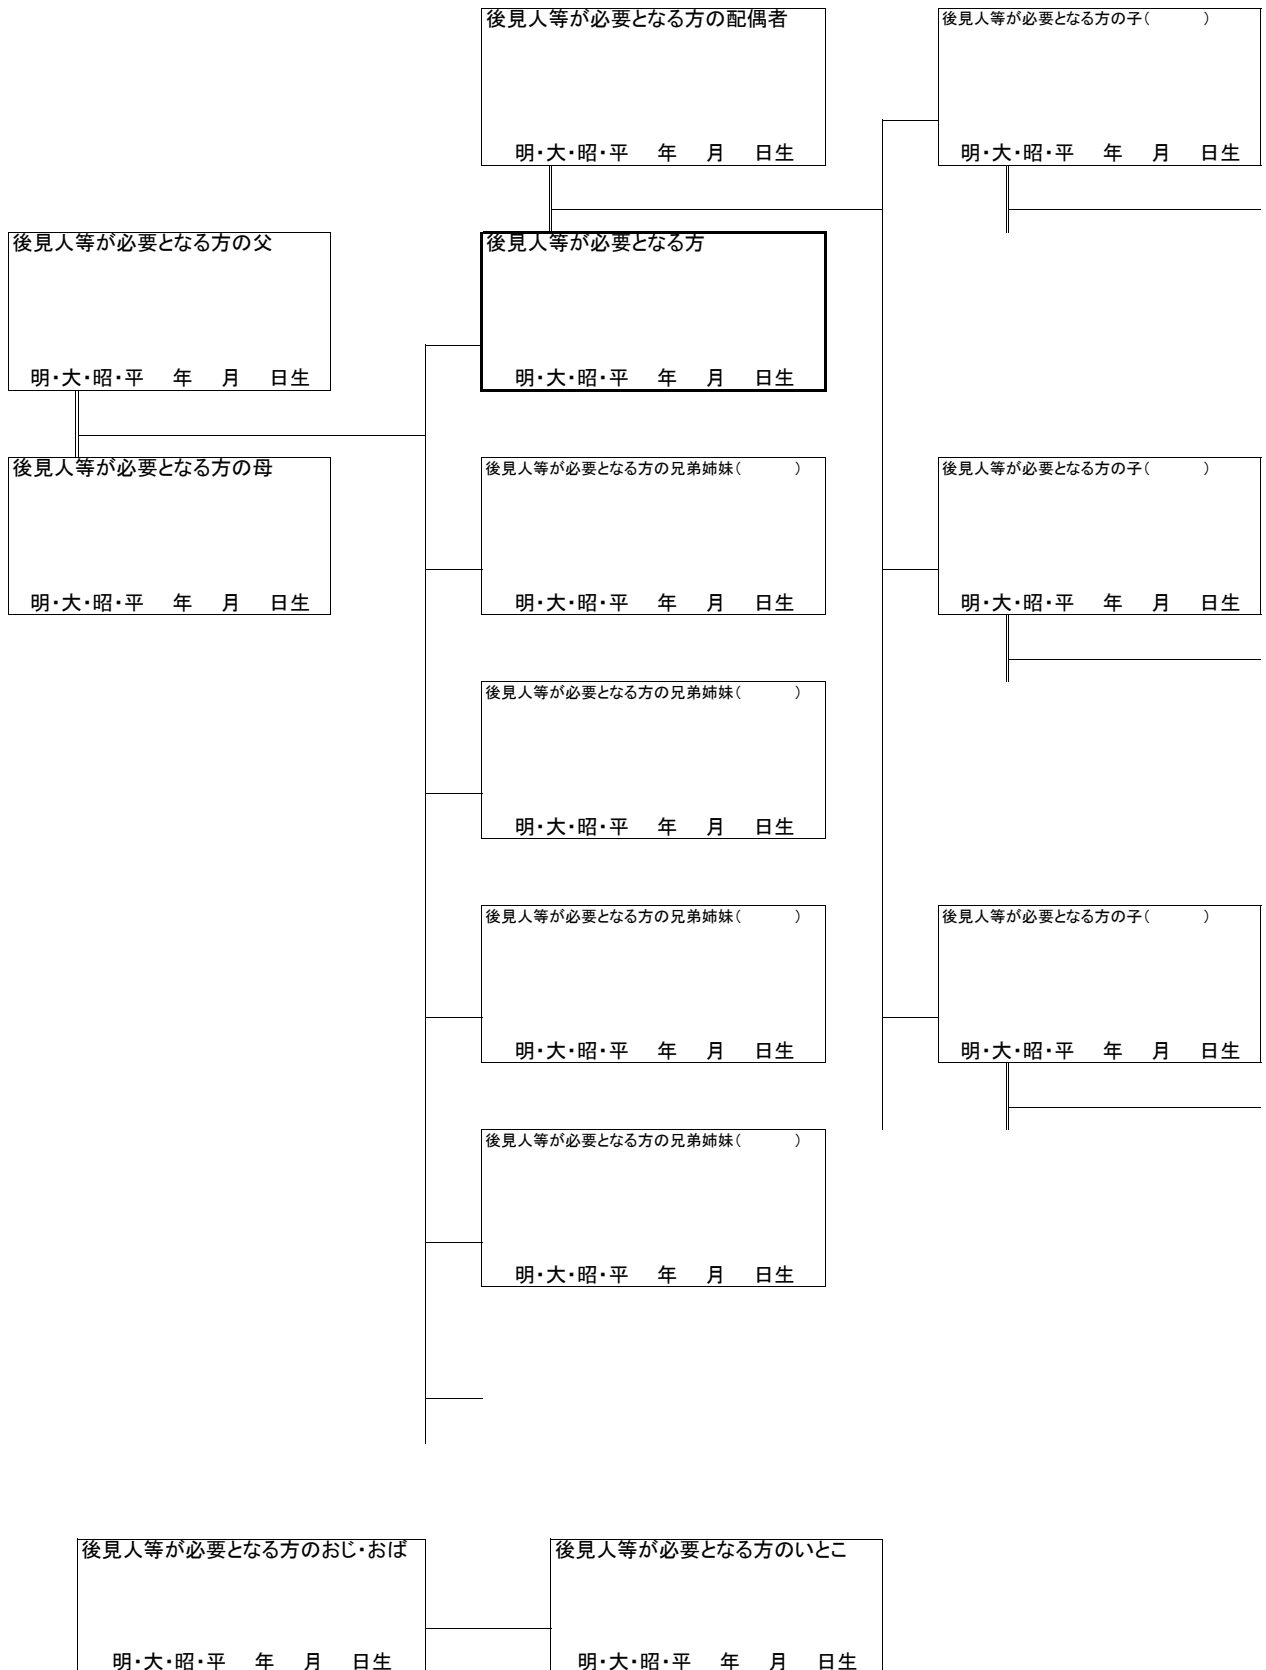 後見人等が必要となる方の配偶者
明・大・昭・平 年 月 日生
後見人等が必要となる方の子( )
明・大・昭・平 年 月 日生
後見人等が必要となる方の父
明・大・昭・平 年 月 日生
後見人等が必要となる方
明・大・昭・平 年 月 日生
後見人等が必要となる方の母
明・大・昭・平 年 月 日生
後見人等が必要となる方の兄弟姉妹( )
明・大・昭・平 年 月 日生
後見人等が必要となる方の子( )
明・大・昭・平 年 月 日生
後見人等が必要となる方の兄弟姉妹( )
明・大・昭・平 年 月 日生
後見人等が必要となる方の兄弟姉妹( )
明・大・昭・平 年 月 日生
後見人等が必要となる方の子( )
明・大・昭・平 年 月 日生
後見人等が必要となる方の兄弟姉妹( )
明・大・昭・平 年 月 日生
後見人等が必要となる方のおじ・おば
明・大・昭・平 年 月 日生
後見人等が必要となる方のいとこ
明・大・昭・平 年 月 日生